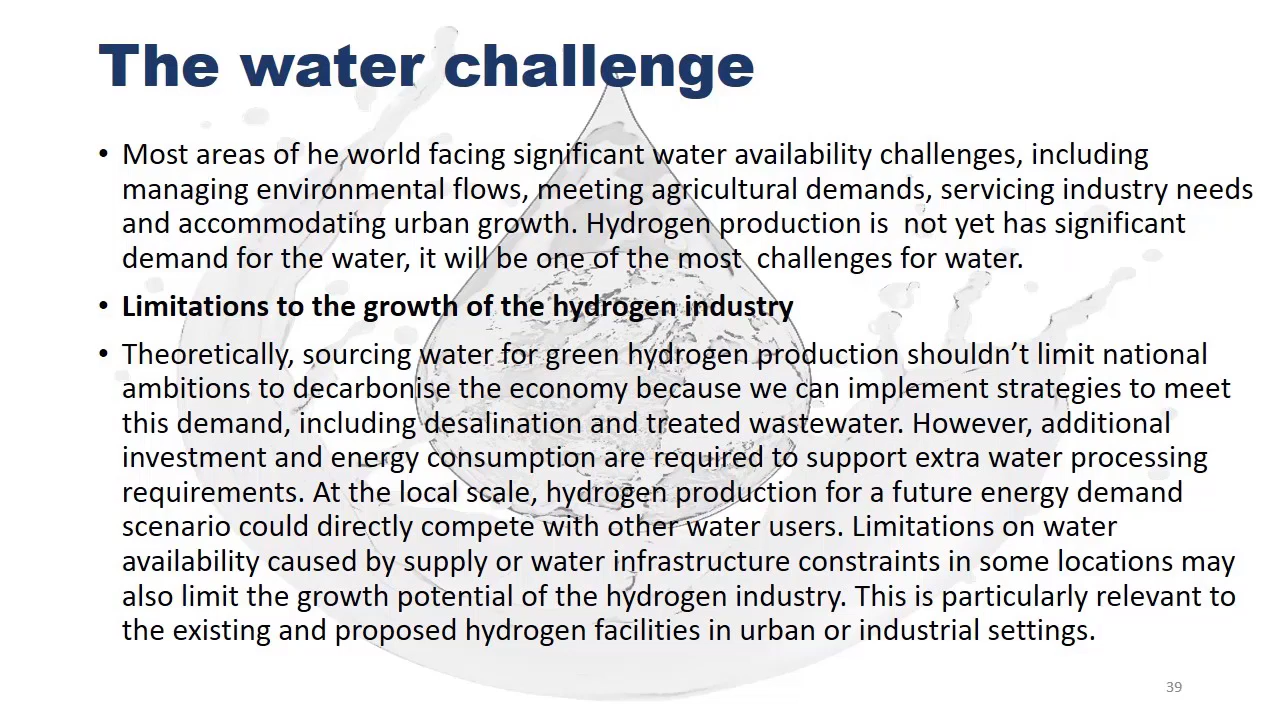 The water challenge
• Most areas of he world facing significant water availability challenges, including
managing environmental flows, meeting agricultural demands, servicing industry needs
and accommodating urban growth. Hydrogen production is  not yet has significant
demand for the water, it will be one of the most  challenges for water.
• Limitations to the growth of the hydrogen industry
• Theoretically, sourcing water for green hydrogen production shouldn’t limit national
ambitions to decarbonise the economy because we can implement strategies to meet
this demand, including desalination and treated wastewater. However, additional
investment and energy consumption are required to support extra water processing
requirements. At the local scale, hydrogen production for a future energy demand
scenario could directly compete with other water users. Limitations on water
availability caused by supply or water infrastructure constraints in some locations may
also limit the growth potential of the hydrogen industry. This is particularly relevant to
the existing and proposed hydrogen facilities in urban or industrial settings.
39